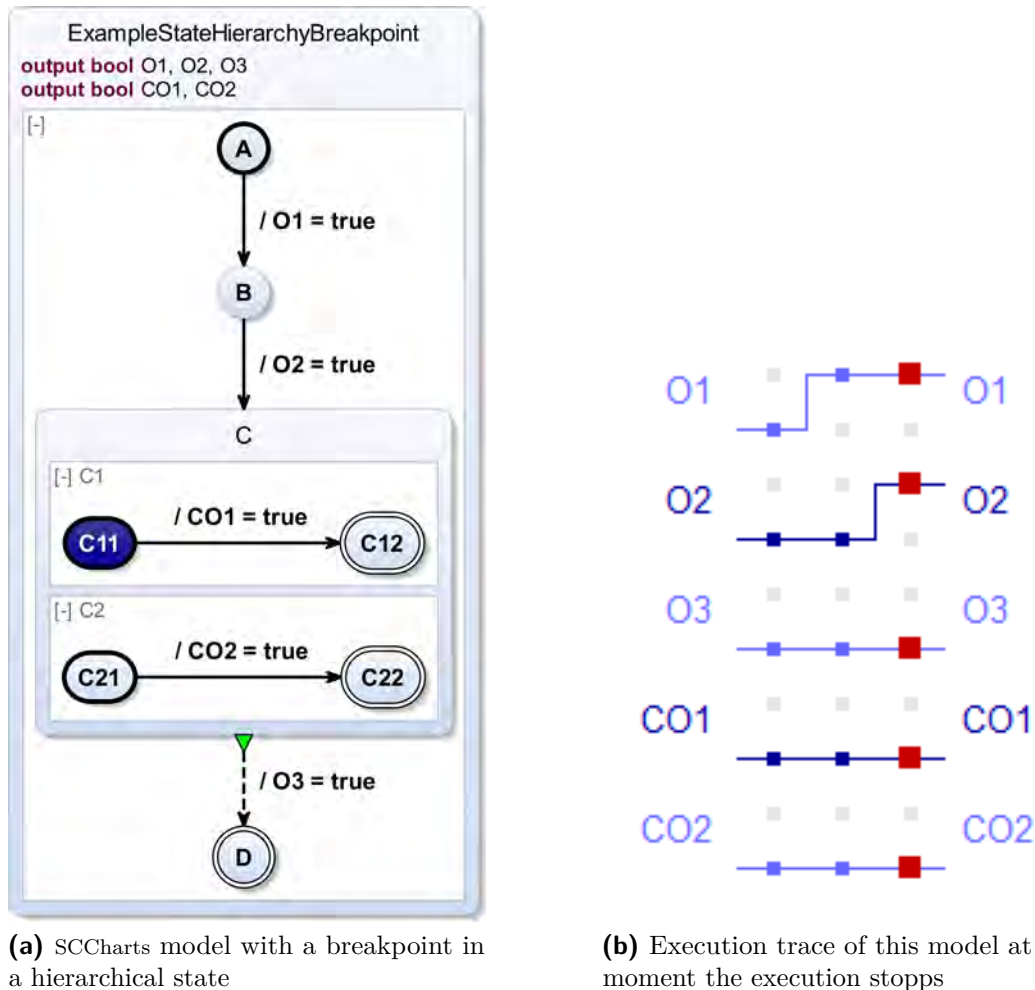 ExampleStateHierarchyBreakpoint
output bool O1, O2, O3
output bool CO1, CO2
[-]
A
/ O1 = true
B
/ O2 = true
C
[-] C1
C11
/ CO1 = true
C12
[-] C2
C21
/ CO2 = true
C22
/ O3 = true
D
(a) SCCharts model with a breakpoint in
a hierarchical state
O1 O1
O2 O2
O3 O3
CO1 CO1
CO2 CO2
(b) Execution trace of this model at
moment the execution stopps